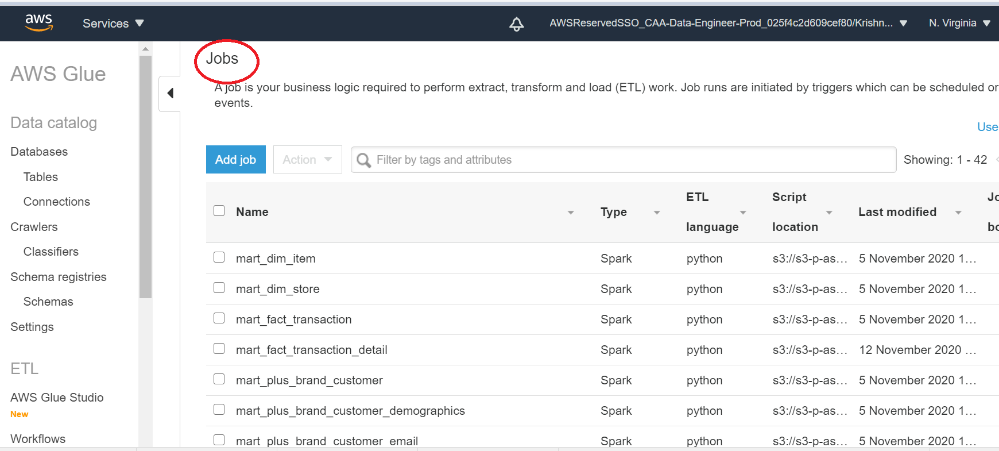 aws
Services
AWSReservedSSO_CAA-Data-Engineer-Prod_025f4c2d609cef80/Krishn...
N. Virginia
AWS Glue
Data catalog
Databases
Tables
Connections
Crawlers
Classifiers
Schema registries
Schemas
Settings
ETL
AWS Glue Studio
New
Workflows
Jobs
A job is your business logic required to perform extract, transform and load (ETL) work. Job runs are initiated by triggers which can be scheduled or
events.
Use
Add job
Action
Filter by tags and attributes
Showing: 1 - 42
Name Type ETL language Script location Last modified Jo bo
mart_dim_item Spark python s3://s3-p-as... 5 November 2020 1...
mart_dim_store Spark python s3://s3-p-as... 5 November 2020 1...
mart_fact_transaction Spark python s3://s3-p-as... 5 November 2020 1...
mart_fact_transaction_detail Spark python s3://s3-p-as... 12 November 2020 ...
mart_plus_brand_customer Spark python s3://s3-p-as... 5 November 2020 1...
mart_plus_brand_customer_demographics Spark python s3://s3-p-as... 5 November 2020 1...
mart_plus_brand_customer_email Spark python s3://s3-p-as... 5 November 2020 1...